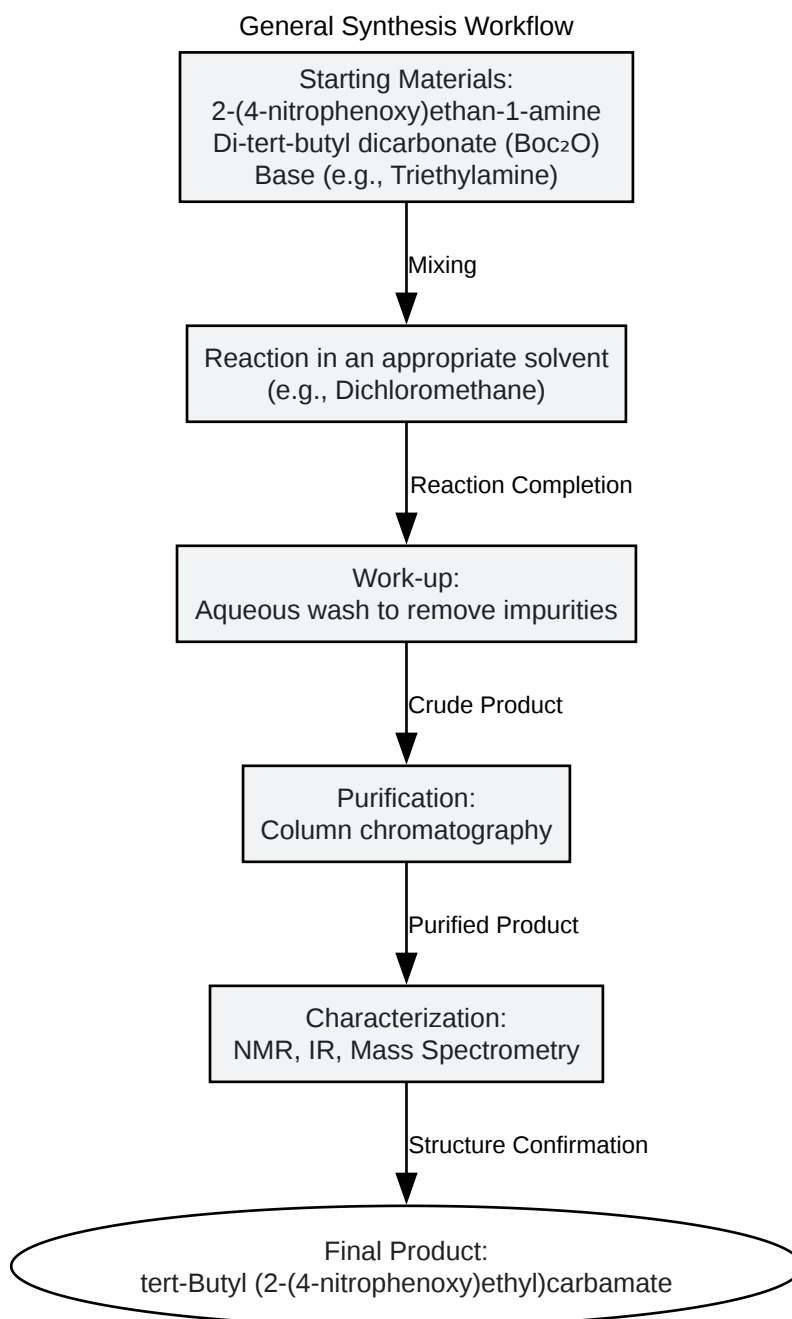 General Synthesis Workflow
Starting Materials:
2-(4-nitrophenoxy)ethan-1-amine
Di-tert-butyl dicarbonate (Boc₂O)
Base (e.g., Triethylamine)
Mixing
Reaction in an appropriate solvent
(e.g., Dichloromethane)
Reaction Completion
Work-up:
Aqueous wash to remove impurities
Crude Product
Purification:
Column chromatography
Purified Product
Characterization:
NMR, IR, Mass Spectrometry
Structure Confirmation
Final Product:
tert-Butyl (2-(4-nitrophenoxy)ethyl)carbamate